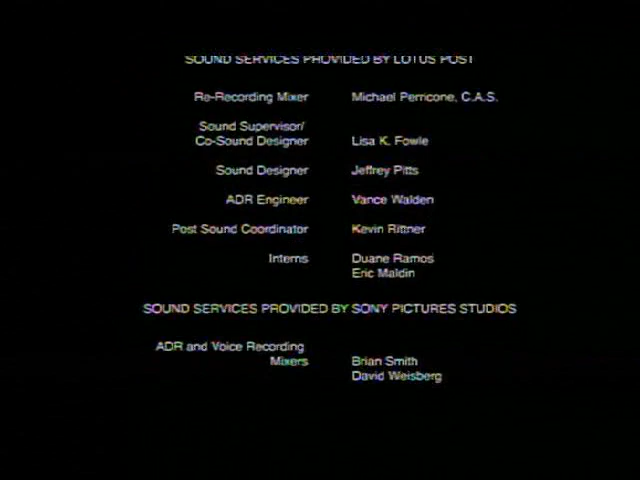 SOUND SERVICES PROVIDED BY LOTUS POST
Re-Recording Mixer Michael Perricone, C.A.S.
Sound Supervisor/
Co-Sound Designer Lisa K. Fowle
Sound Designer Jeffrey Pitts
ADR Engineer Vance Walden
Post Sound Coordinator Kevin Rittner
Interns Duane Ramos
Eric Maldin
SOUND SERVICES PROVIDED BY SONY PICTURES STUDIOS
ADR and Voice Recording
Mixers Brian Smith
David Weisberg